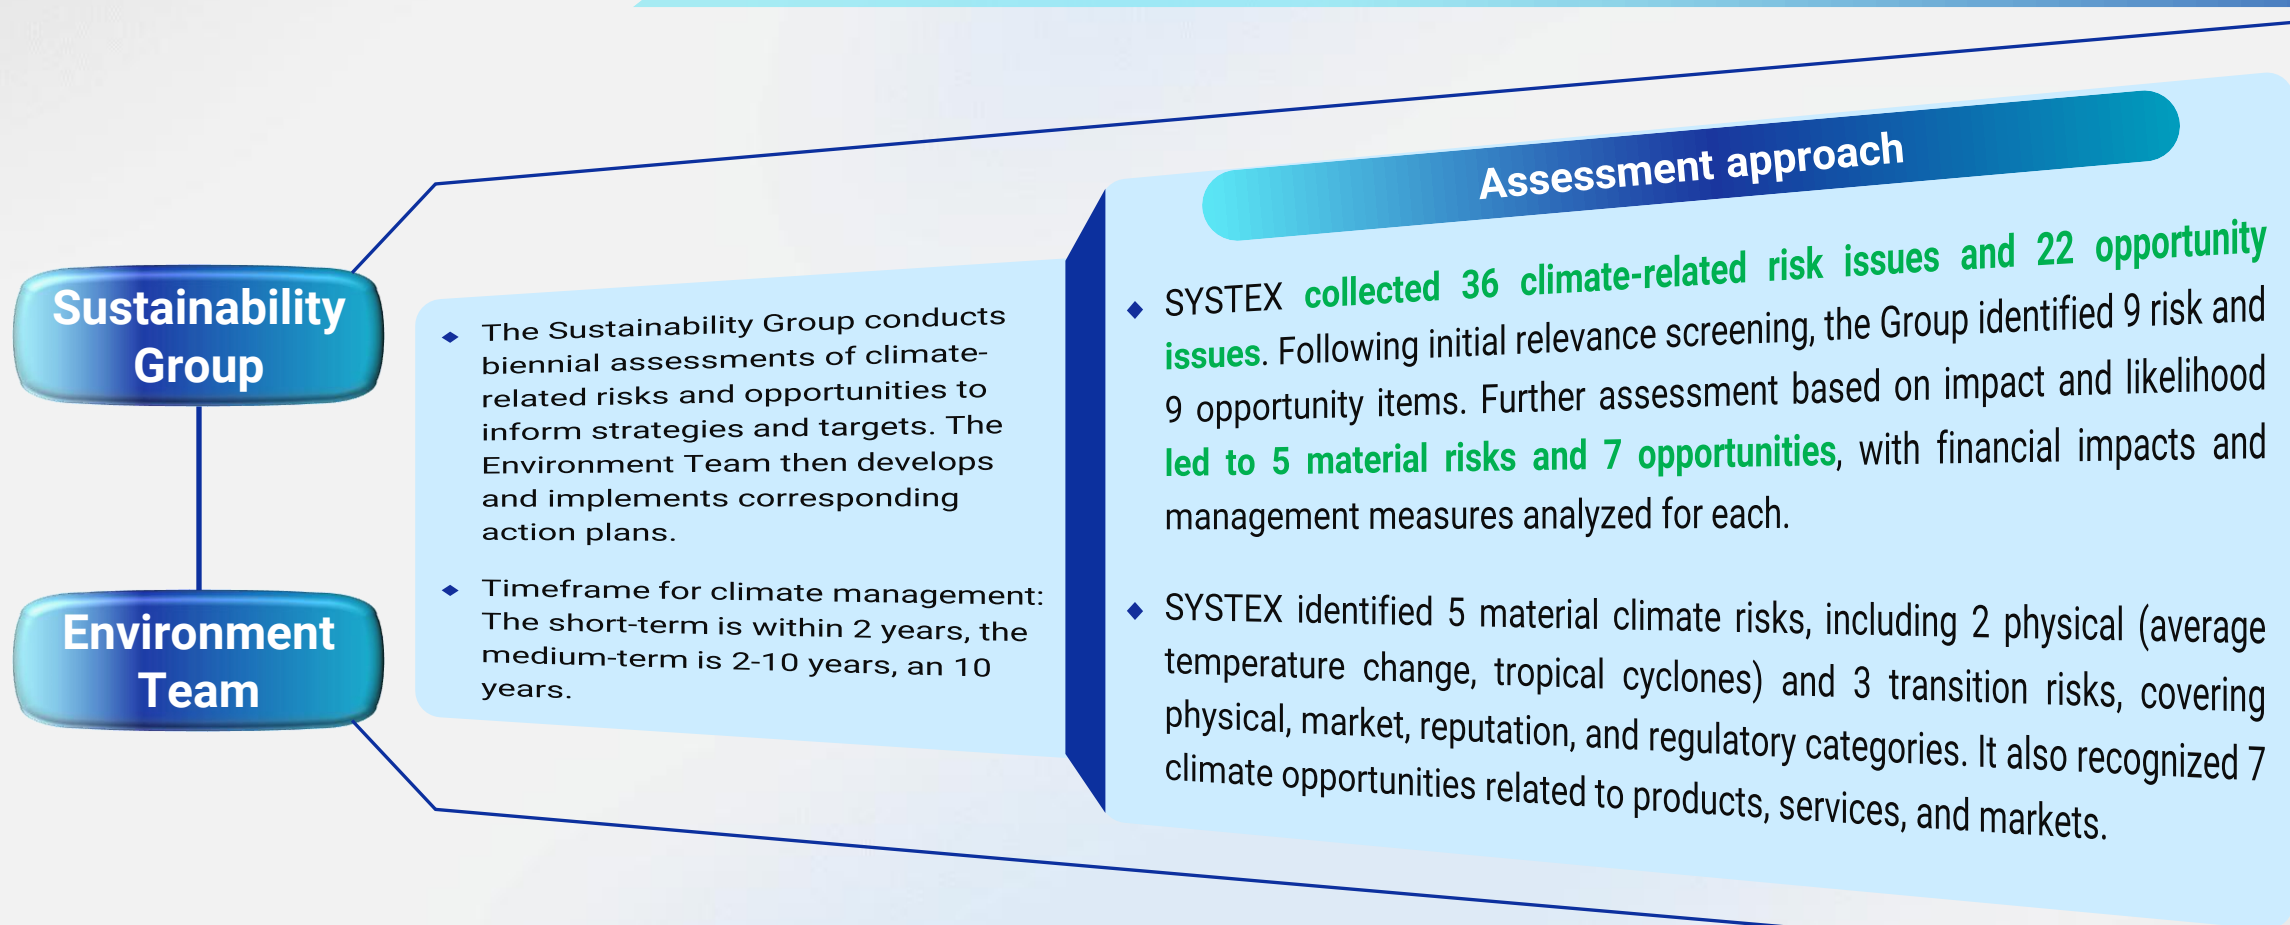 Sustainability
Group
Environment
Team
The Sustainability Group conducts
biennial assessments of climate-
related risks and opportunities to
inform strategies and targets. The
Environment Team then develops
and implements corresponding
action plans.
Timeframe for climate management:
The short-term is within 2 years, the
medium-term is 2-10 years, an 10
years.
Assessment approach
SYSTEX collected 36 climate-related risk issues and 22 opportunity
issues. Following initial relevance screening, the Group identified 9 risk and
9 opportunity items. Further assessment based on impact and likelihood
led to 5 material risks and 7 opportunities, with financial impacts and
management measures analyzed for each.
SYSTEX identified 5 material climate risks, including 2 physical (average
temperature change, tropical cyclones) and 3 transition risks, covering
physical, market, reputation, and regulatory categories. It also recognized 7
climate opportunities related to products, services, and markets.